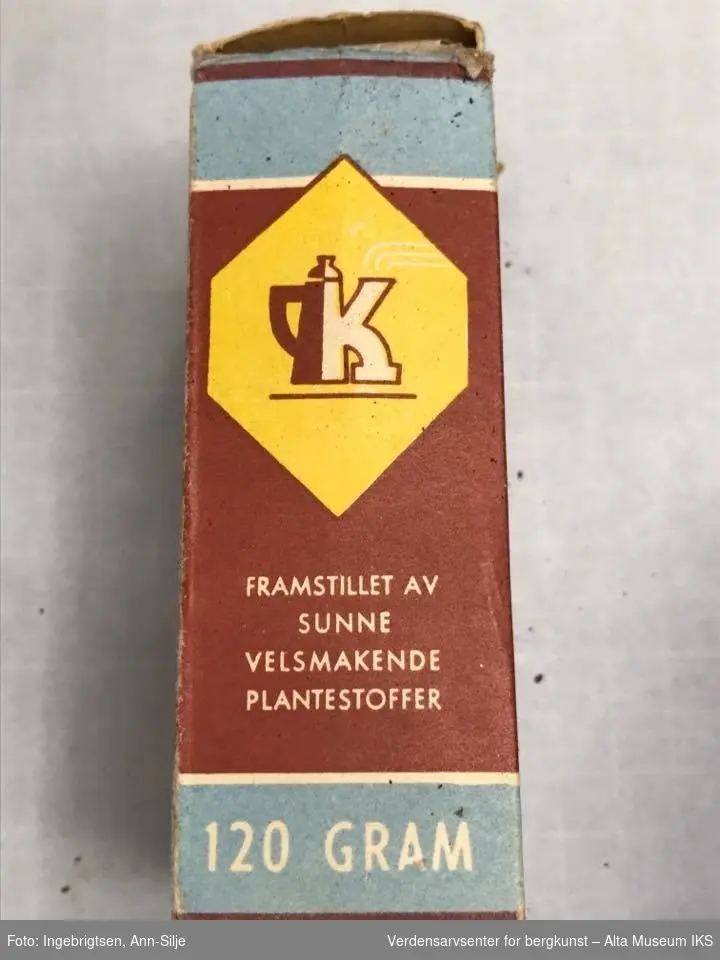 K
FRAMSTILLET AV
SUNNE
VELSMAKENDE
PLANTESTOFFER
120 GRAM
Foto: Ingebrigtsen, Ann-Silje
Verdensarvsenter for bergkunst – Alta Museum IKS